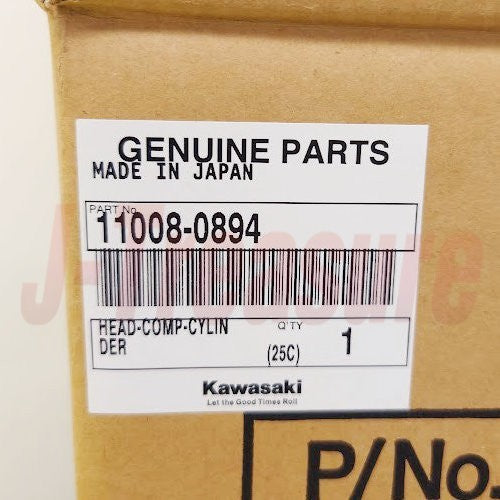 GENUINE PARTS
MADE IN JAPAN
PART No.
11008-0894
HEAD-COMP-CYLIN
DER
Q'TY
(25C) 1
Kawasaki
Let the Good Times Roll
J-Treasure
P/No.